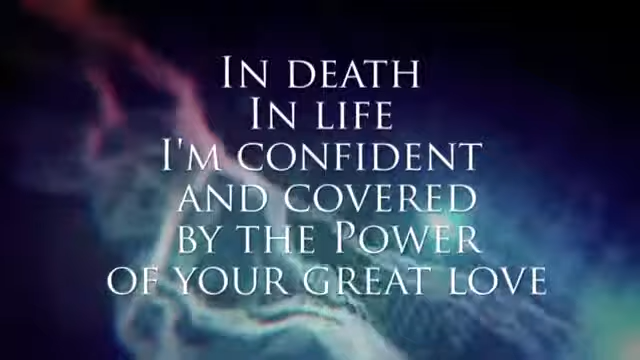 In death
In life
I'm confident
and covered
by the Power
of your great love